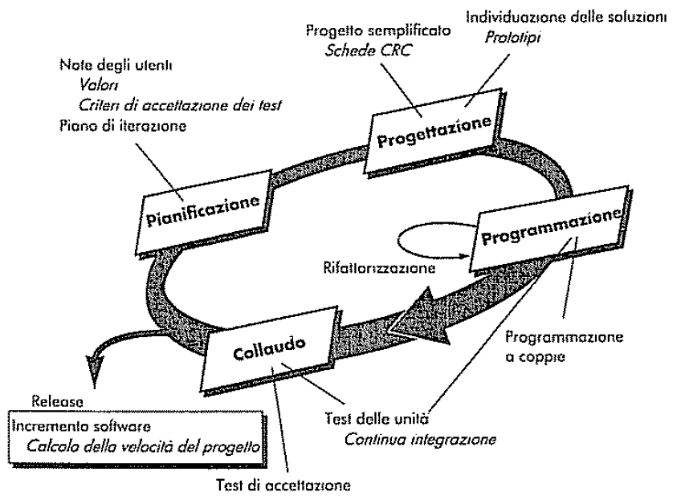 Individuazione delle soluzioni
Prototipi
Progetto semplificato
Schede CRC
Note degli utenti
Valori
Criteri di accettazione dei test
Piano di iterazione
Progettazione
Pianificazione
Programmazione
Rifattorizzazione
Programmazione
a coppie
Collaudo
Release
Incremento software
Calcolo della velocità del progetto
Test delle unità
Continua integrazione
Test di accettazione